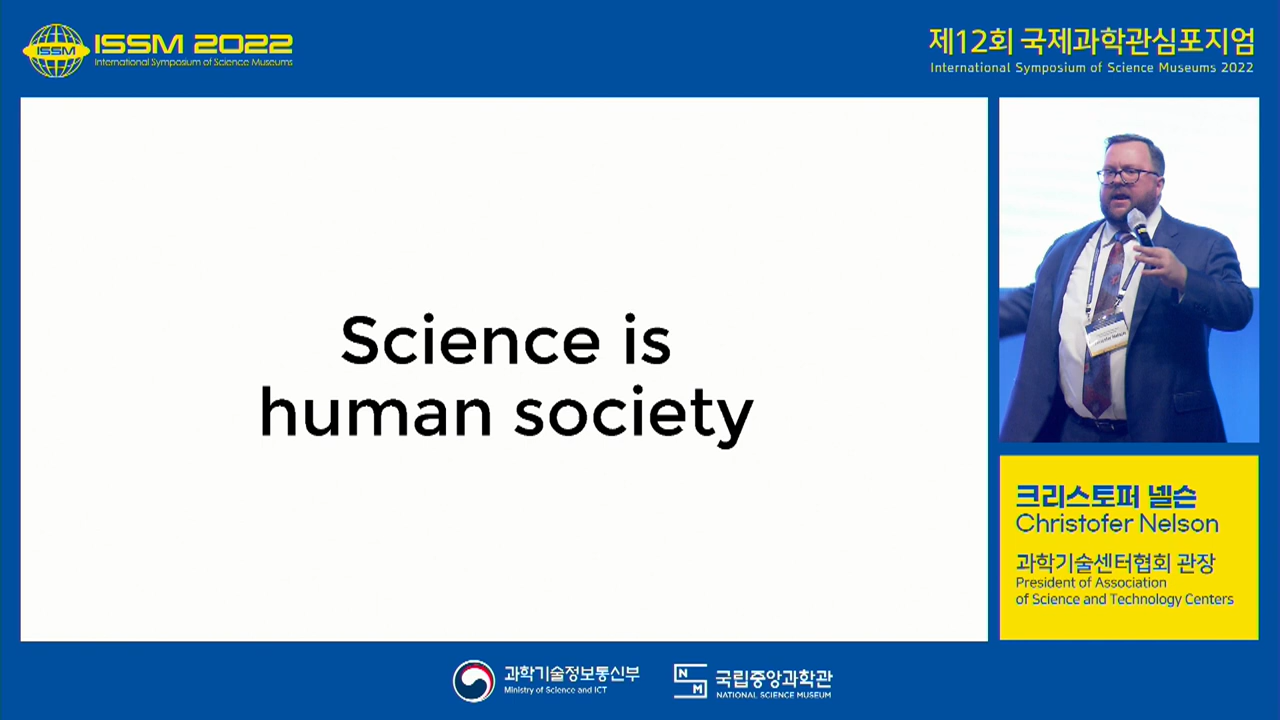 ISSM
ISSM 2022
International Symposium of Science Museums
제12회 국제과학관심포지엄
International Symposium of Science Museums 2022
Science is
human society
크리스토퍼 넬슨
Christofer Nelson
과학기술센터협회 관장
President of Association
of Science and Technology Centers
과학기술정보통신부
Ministry of Science and ICT
NSM
국립중앙과학관
NATIONAL SCIENCE MUSEUM